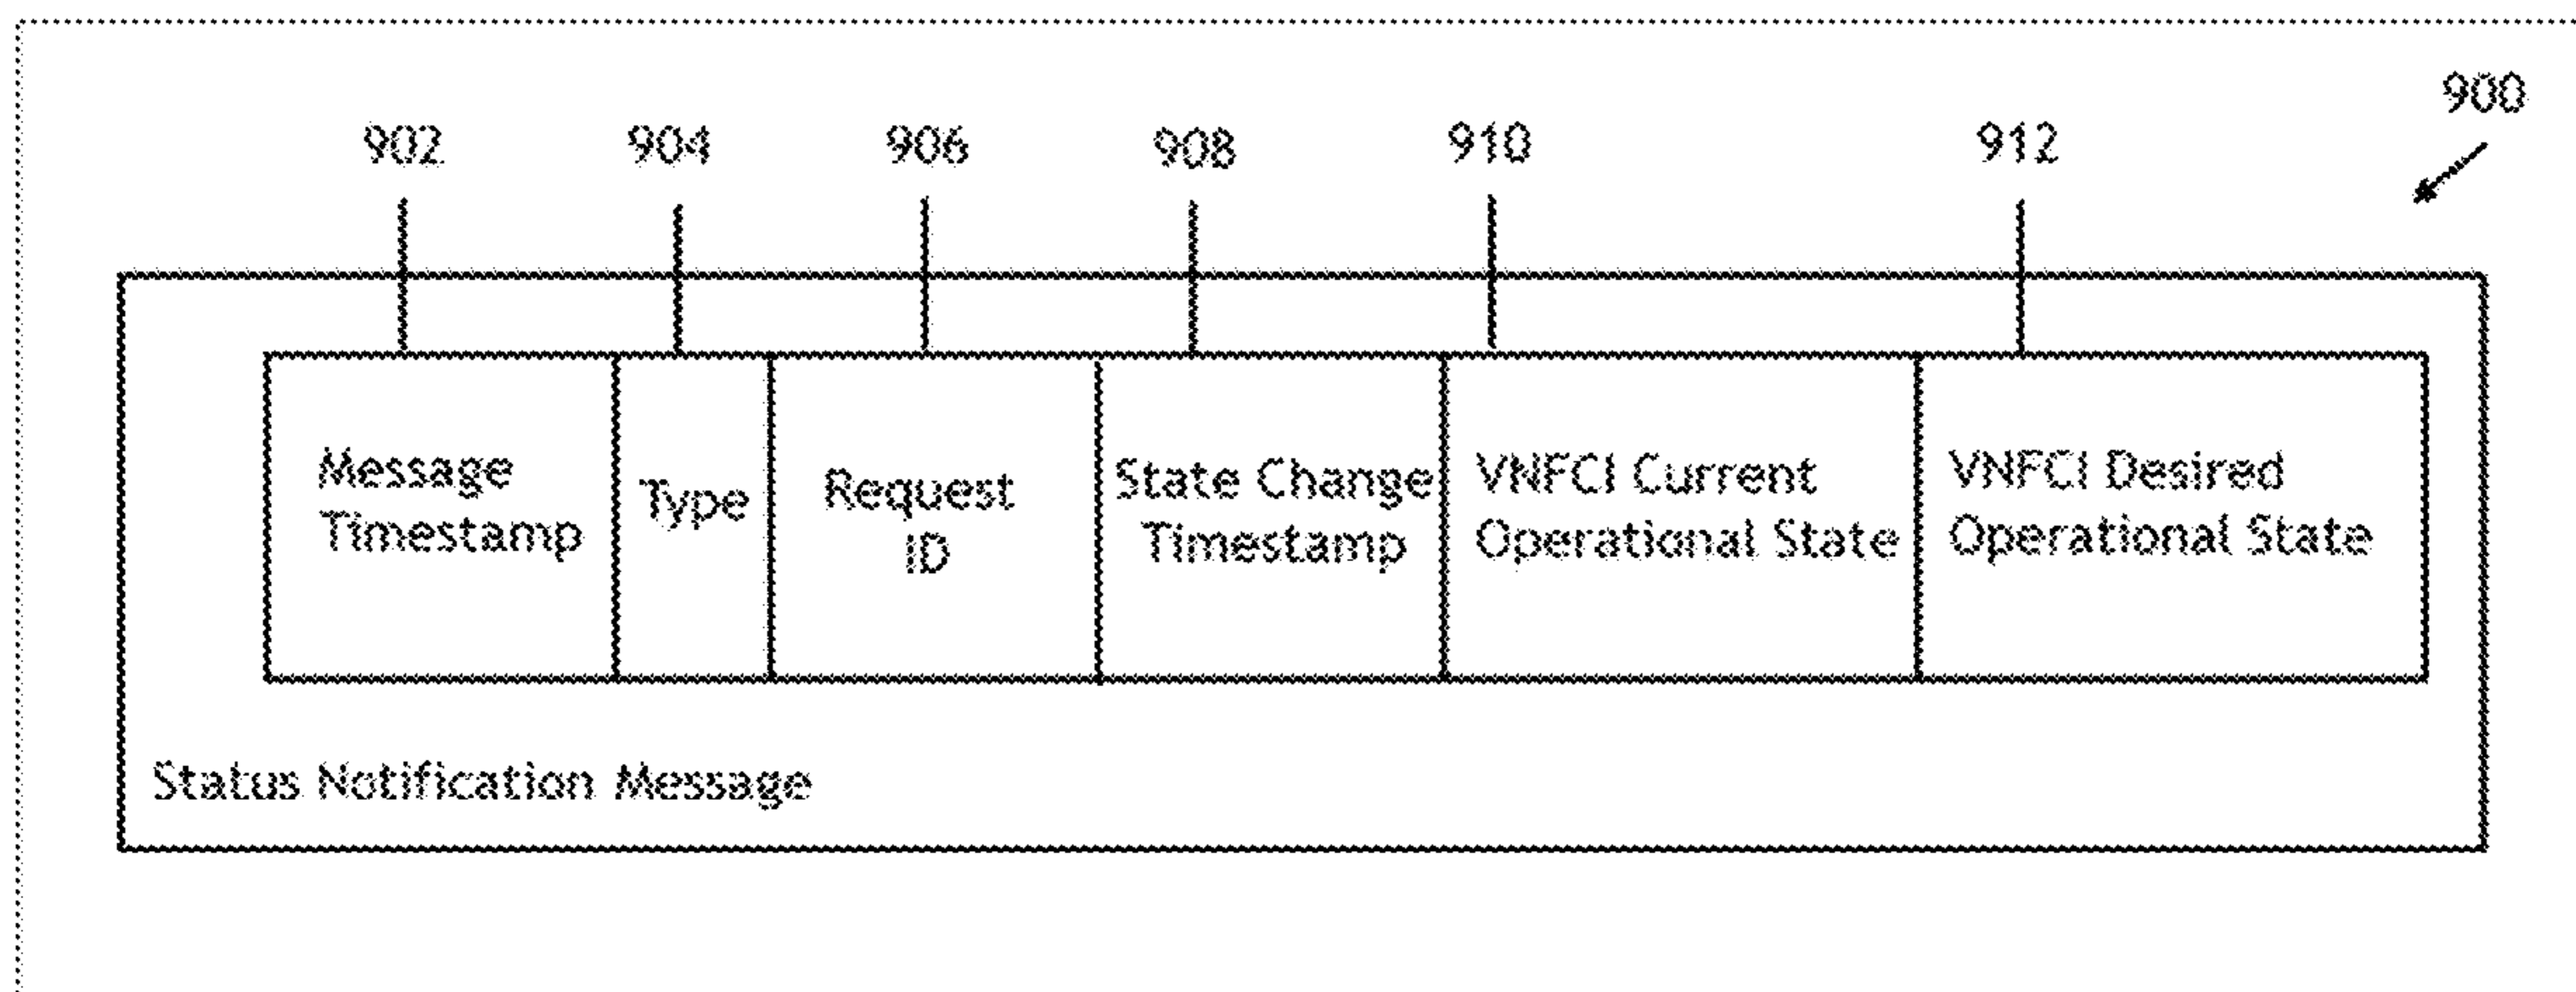 900
902 904 906 908 910 912
Message
Timestamp
Type
Request
ID
State Change
Timestamp
VNFCI Current
Operational State
VNFCI Desired
Operational State
Status Notification Message